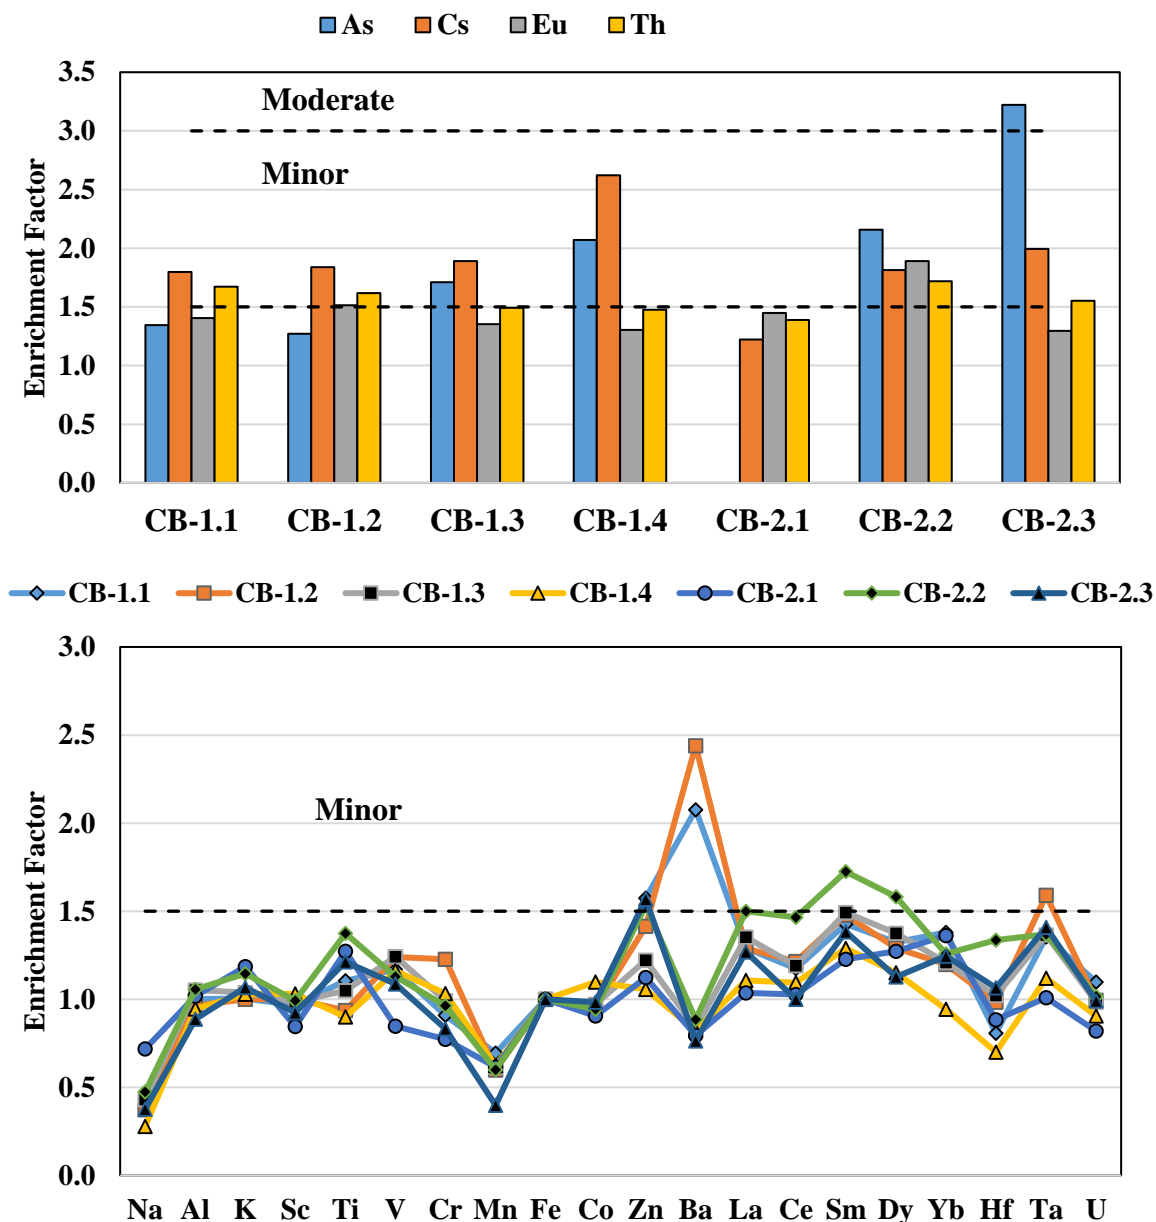 As Cs Eu Th
3.5
Moderate
3.0
Minor
2.5
2.0
1.5
1.0
0.5
0.0
Enrichment Factor
CB-1.1 CB-1.2 CB-1.3 CB-1.4 CB-2.1 CB-2.2 CB-2.3
CB-1.1 CB-1.2 CB-1.3 CB-1.4 CB-2.1 CB-2.2 CB-2.3
3.0
2.5
2.0
Minor
1.5
1.0
0.5
0.0
Enrichment Factor
Na Al K Sc Ti V Cr Mn Fe Co Zn Ba La Ce Sm Dy Yb Hf Ta U